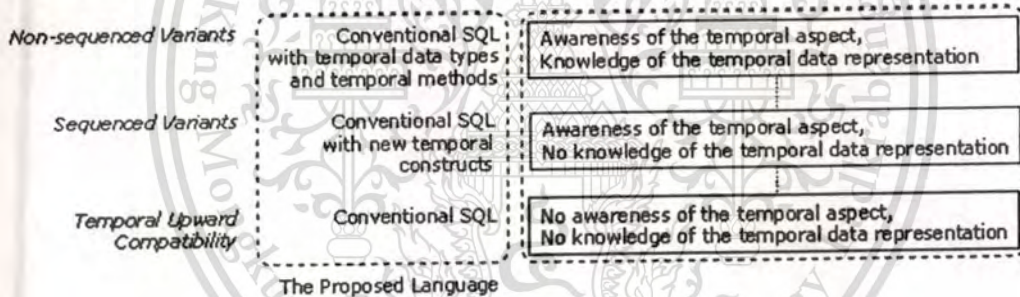 Non-sequenced Variants
Conventional SQL
with temporal data types
and temporal methods
Awareness of the temporal aspect,
Knowledge of the temporal data representation
Sequenced Variants
Conventional SQL
with new temporal
constructs
Awareness of the temporal aspect,
No knowledge of the temporal data representation
Temporal Upward
Compatibility
Conventional SQL
No awareness of the temporal aspect,
No knowledge of the temporal data representation
The Proposed Language
King Mongkut